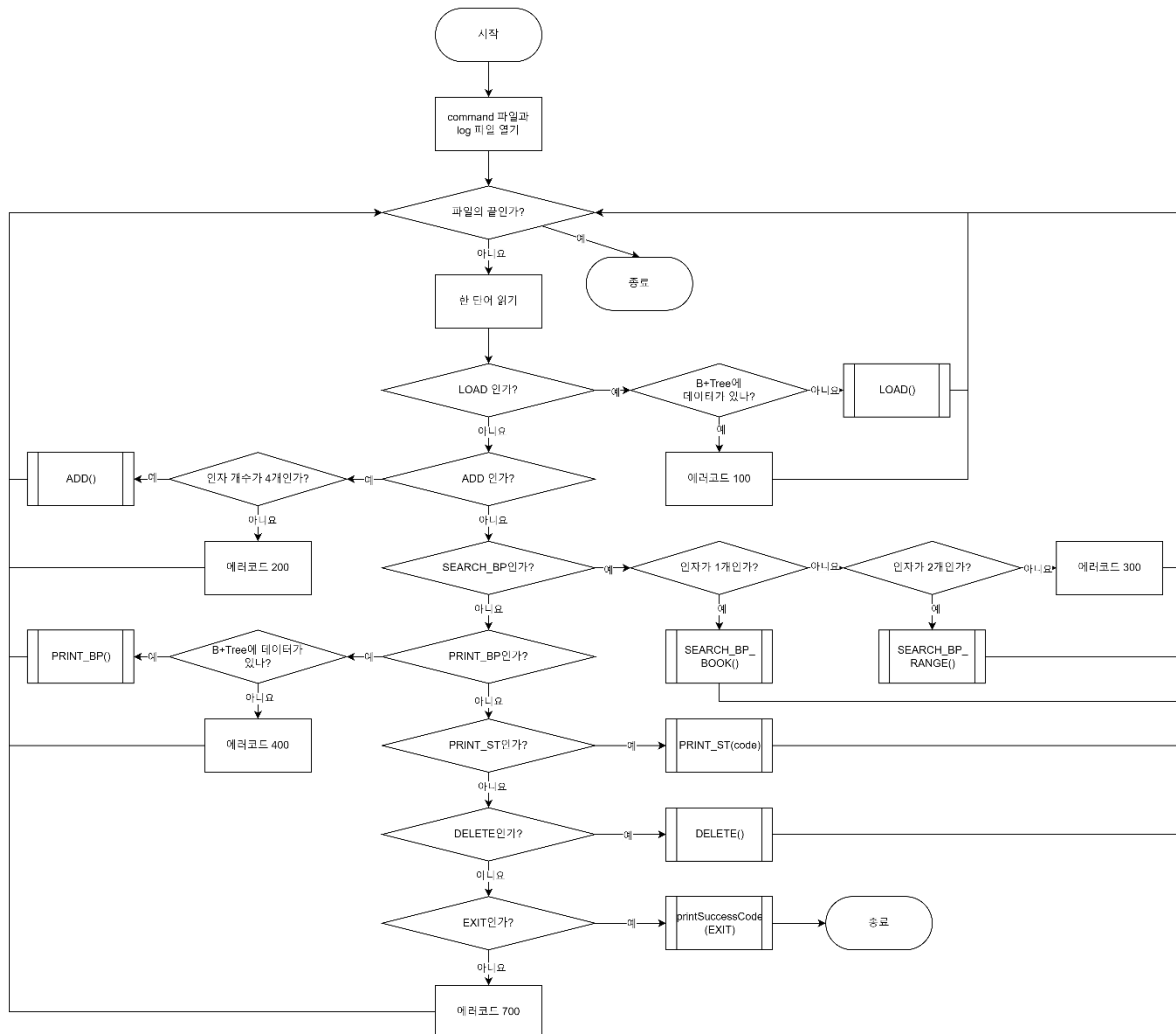 시작
command 파일과
log 파일 열기
파일의 끝인가?
예
아니요
종료
한 단어 읽기
LOAD 인가?
예
B+Tree에
데이터가 있나?
아니요
LOAD()
아니요
예
ADD()
예
인자 개수가 4개인가?
예
ADD 인가?
에러코드 100
아니요
아니요
에러코드 200
SEARCH_BP인가?
예
인자가 1개인가?
아니요
인자가 2개인가?
아니요
에러코드 300
아니요
예
예
PRINT_BP()
예
B+Tree에 데이터가
있나?
예
PRINT_BP인가?
SEARCH_BP_
BOOK()
SEARCH_BP_
RANGE()
아니요
아니요
에러코드 400
PRINT_ST인가?
예
PRINT_ST(code)
아니요
DELETE인가?
예
DELETE()
아니요
EXIT인가?
예
printSuccessCode
(EXIT)
종료
아니요
에러코드 700